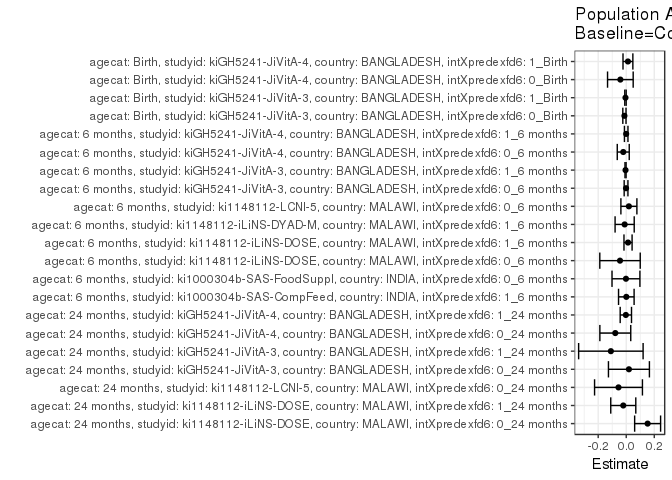 Population A
Baseline=Co
agecat: Birth, studyid: kiGH5241-JiVitA-4, country: BANGLADESH, intXpredexfd6: 1_Birth
agecat: Birth, studyid: kiGH5241-JiVitA-4, country: BANGLADESH, intXpredexfd6: 0_Birth
agecat: Birth, studyid: kiGH5241-JiVitA-3, country: BANGLADESH, intXpredexfd6: 1_Birth
agecat: Birth, studyid: kiGH5241-JiVitA-3, country: BANGLADESH, intXpredexfd6: 0_Birth
agecat: 6 months, studyid: kiGH5241-JiVitA-4, country: BANGLADESH, intXpredexfd6: 1_6 months
agecat: 6 months, studyid: kiGH5241-JiVitA-4, country: BANGLADESH, intXpredexfd6: 0_6 months
agecat: 6 months, studyid: kiGH5241-JiVitA-3, country: BANGLADESH, intXpredexfd6: 1_6 months
agecat: 6 months, studyid: kiGH5241-JiVitA-3, country: BANGLADESH, intXpredexfd6: 0_6 months
agecat: 6 months, studyid: ki1148112-LCNI-5, country: MALAWI, intXpredexfd6: 0_6 months
agecat: 6 months, studyid: ki1148112-iLiNS-DYAD-M, country: MALAWI, intXpredexfd6: 1_6 months
agecat: 6 months, studyid: ki1148112-iLiNS-DOSE, country: MALAWI, intXpredexfd6: 1_6 months
agecat: 6 months, studyid: ki1148112-iLiNS-DOSE, country: MALAWI, intXpredexfd6: 0_6 months
agecat: 6 months, studyid: ki1000304b-SAS-FoodSuppl, country: INDIA, intXpredexfd6: 0_6 months
agecat: 6 months, studyid: ki1000304b-SAS-CompFeed, country: INDIA, intXpredexfd6: 1_6 months
agecat: 24 months, studyid: kiGH5241-JiVitA-4, country: BANGLADESH, intXpredexfd6: 1_24 months
agecat: 24 months, studyid: kiGH5241-JiVitA-4, country: BANGLADESH, intXpredexfd6: 0_24 months
agecat: 24 months, studyid: kiGH5241-JiVitA-3, country: BANGLADESH, intXpredexfd6: 1_24 months
agecat: 24 months, studyid: kiGH5241-JiVitA-3, country: BANGLADESH, intXpredexfd6: 0_24 months
agecat: 24 months, studyid: ki1148112-LCNI-5, country: MALAWI, intXpredexfd6: 0_24 months
agecat: 24 months, studyid: ki1148112-iLiNS-DOSE, country: MALAWI, intXpredexfd6: 1_24 months
agecat: 24 months, studyid: ki1148112-iLiNS-DOSE, country: MALAWI, intXpredexfd6: 0_24 months
-0.2 0.0 0.2
Estimate